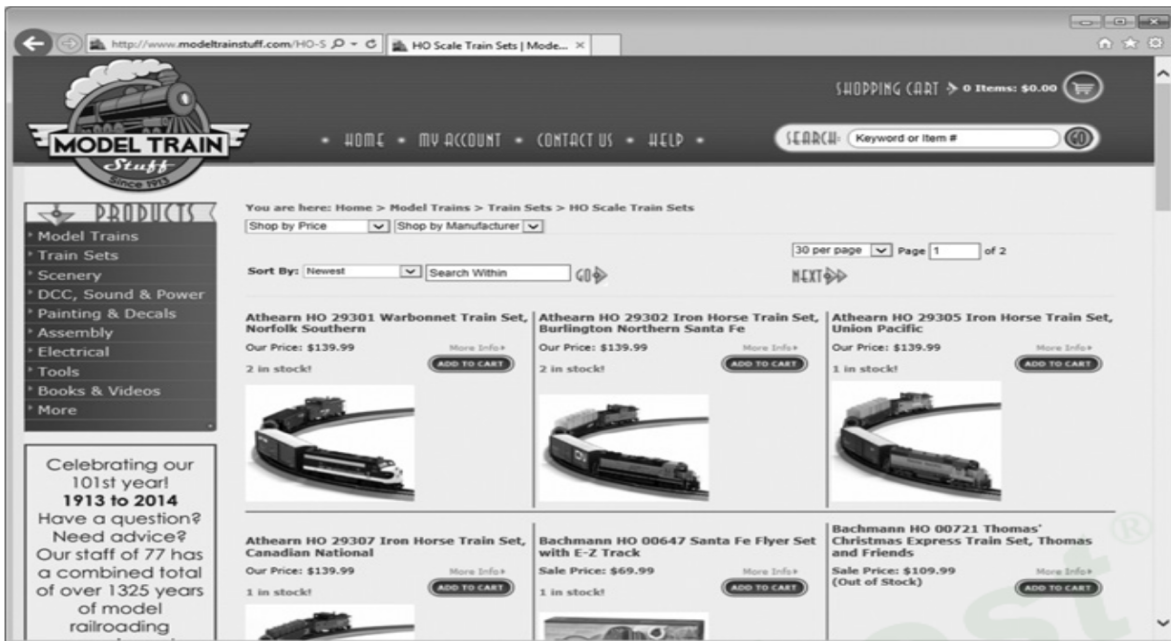 http://www.modeltrainstuff.com/HO-S
HO Scale Train Sets | Mode...
SHOPPING CART 0 Items: $0.00
MODEL TRAIN
Stuff
Since 1913
HOME • MY ACCOUNT • CONTACT US • HELP
SEARCH: Keyword or Item # GO
PRODUCTS
Model Trains
Train Sets
Scenery
DCC, Sound & Power
Painting & Decals
Assembly
Electrical
Tools
Books & Videos
More
Celebrating our
101st year!
1913 to 2014
Have a question?
Need advice?
Our staff of 77 has
a combined total
of over 1325 years
of model
railroading
You are here: Home > Model Trains > Train Sets > HO Scale Train Sets
Shop by Price Shop by Manufacturer
30 per page Page 1 of 2
Sort By: Newest Search Within GO
NEXT
Athearn HO 29301 Warbonnet Train Set,
Norfolk Southern
Our Price: $139.99 More Info
ADD TO CART
2 in stock!
Athearn HO 29302 Iron Horse Train Set,
Burlington Northern Santa Fe
Our Price: $139.99 More Info
ADD TO CART
2 in stock!
Athearn HO 29305 Iron Horse Train Set,
Union Pacific
Our Price: $139.99 More Info
ADD TO CART
1 in stock!
Athearn HO 29307 Iron Horse Train Set,
Canadian National
Our Price: $139.99 More Info
ADD TO CART
1 in stock!
Bachmann HO 00647 Santa Fe Flyer Set
with E-Z Track
Sale Price: $69.99 More Info
ADD TO CART
1 in stock!
Bachmann HO 00721 Thomas'
Christmas Express Train Set, Thomas
and Friends
Sale Price: $109.99 More Info
(Out of Stock)
ADD TO CART